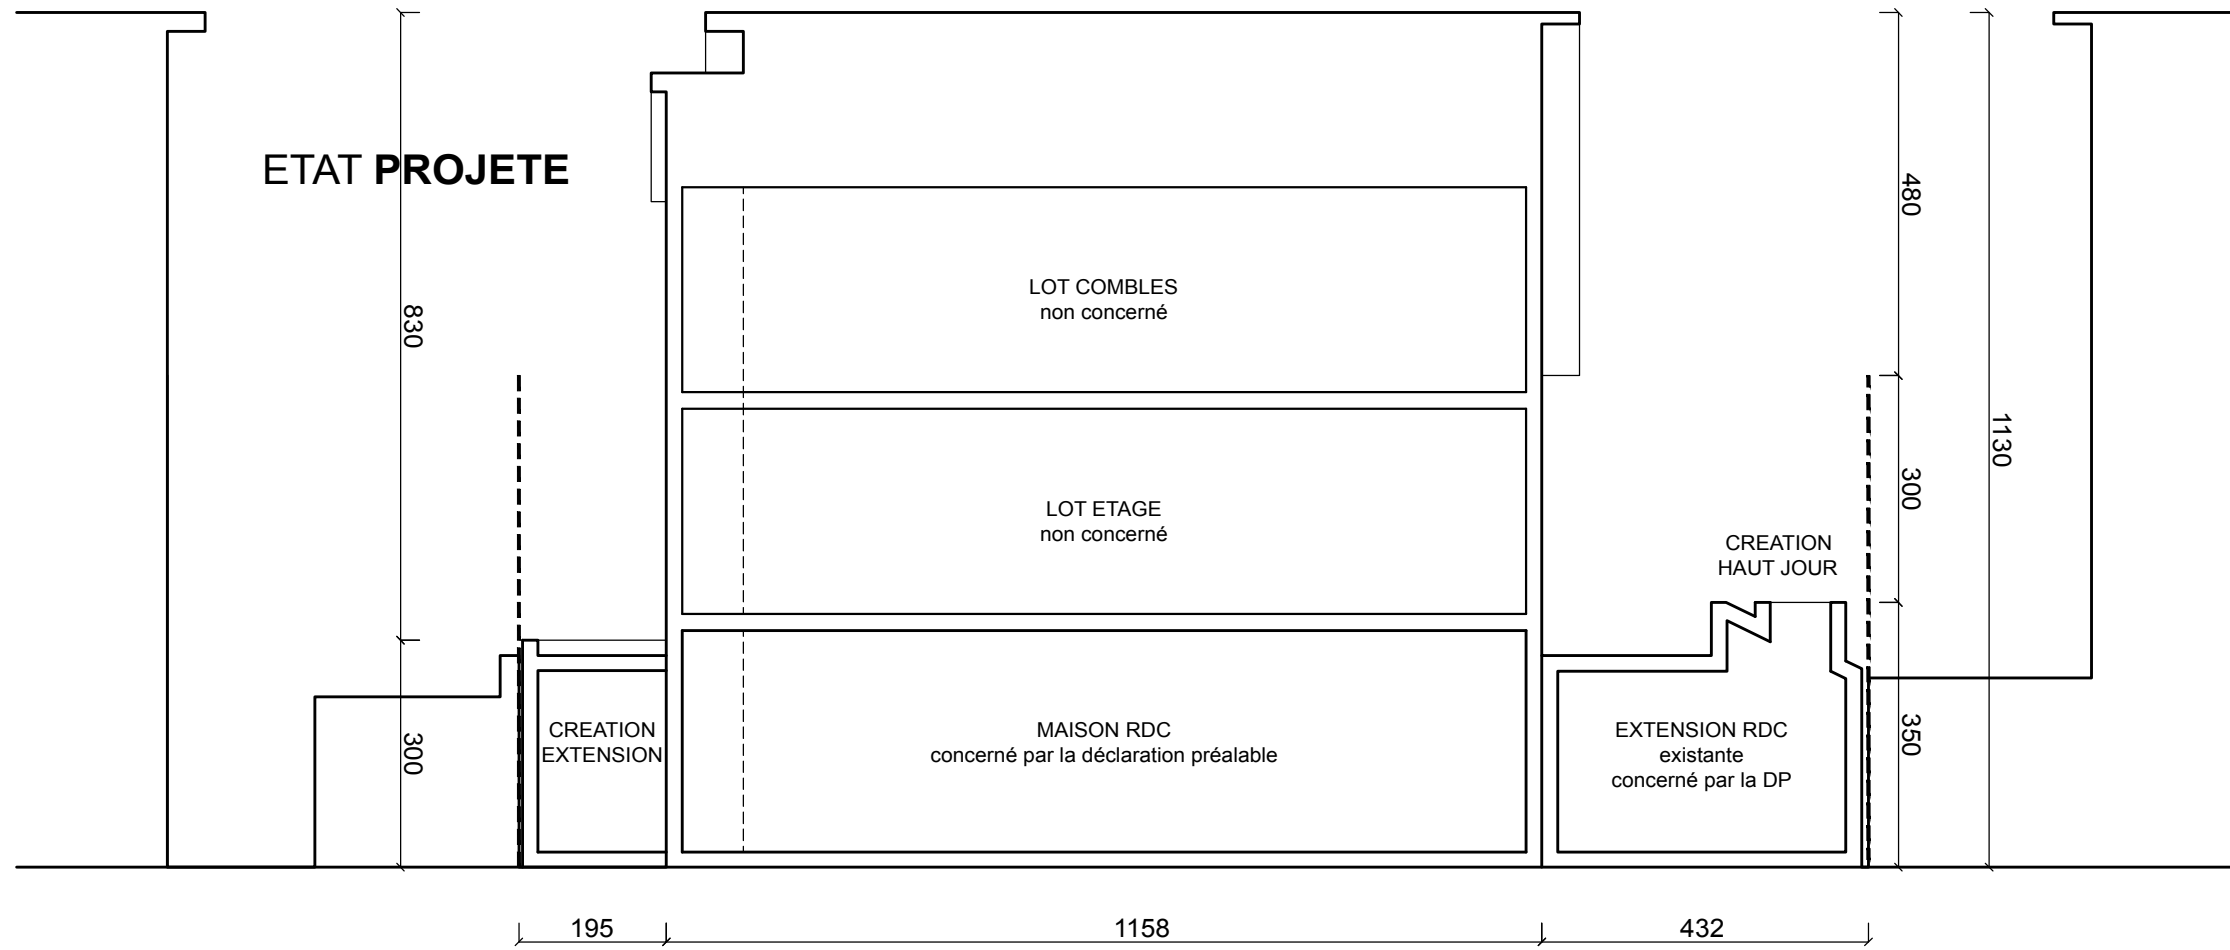 ETAT PROJETE
480
830
LOT COMBLES
non concerné
1130
300
LOT ETAGE
non concerné
CREATION
HAUT JOUR
300
CREATION
EXTENSION
MAISON RDC
concerné par la déclaration préalable
EXTENSION RDC
existante
concerné par la DP
350
195
1158
432